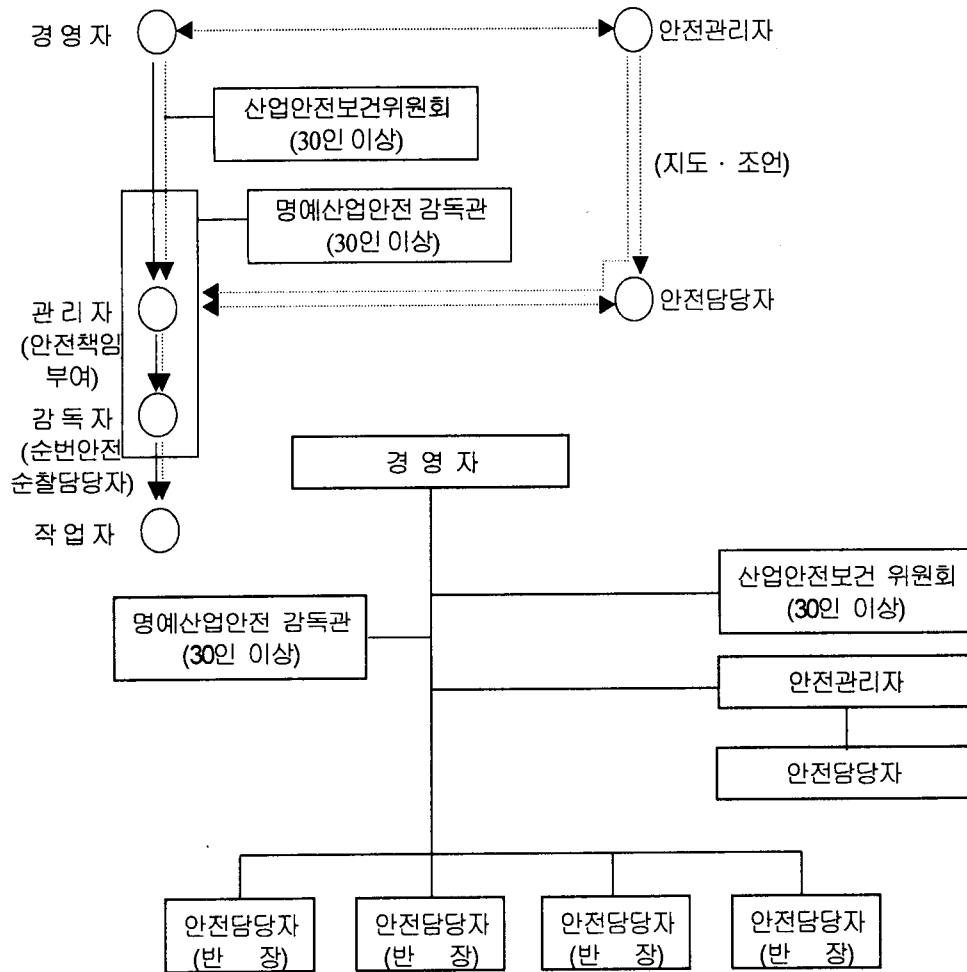 경 영 자
안전관리자
산업안전보건위원회
(30인 이상)
(지도 · 조언)
명예산업안전 감독관
(30인 이상)
안전담당자
관 리 자
(안전책임
부여)
감 독 자
(순번안전
순찰담당자)
작 업 자
경 영 자
산업안전보건 위원회
(30인 이상)
명예산업안전 감독관
(30인 이상)
안전관리자
안전담당자
안전담당자
(반 장)
안전담당자
(반 장)
안전담당자
(반 장)
안전담당자
(반 장)